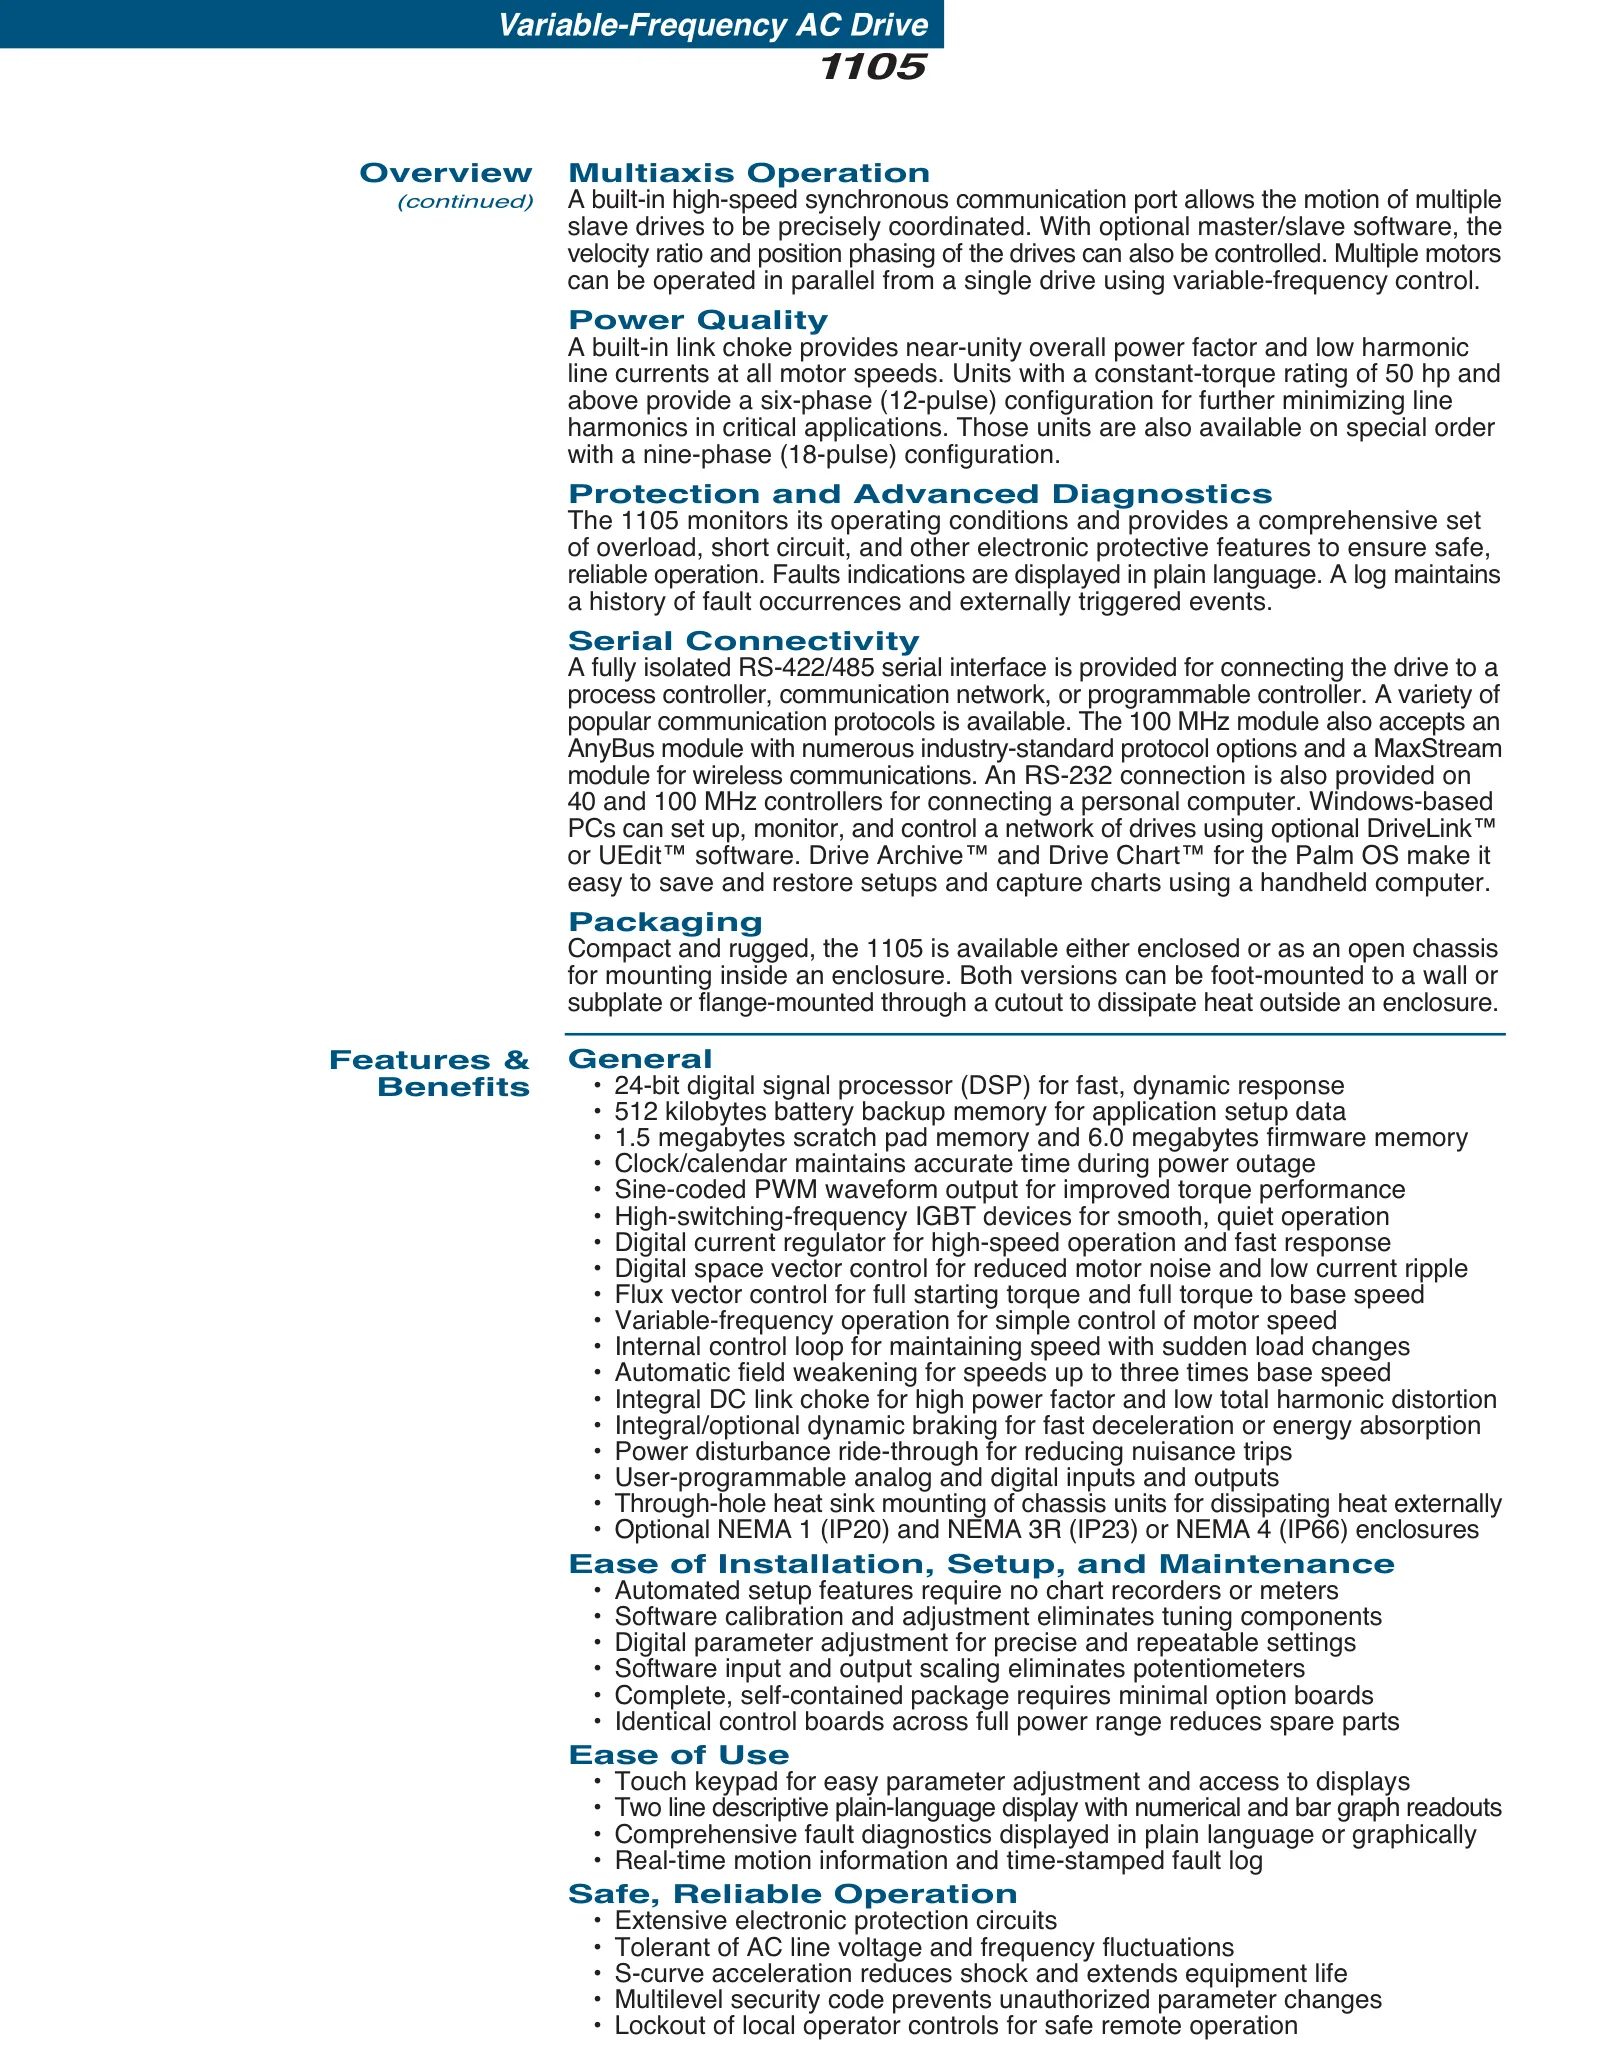 Variable-Frequency AC Drive
1105
Overview
(continued)
Multiaxis Operation
A built-in high-speed synchronous communication port allows the motion of multiple
slave drives to be precisely coordinated. With optional master/slave software, the
velocity ratio and position phasing of the drives can also be controlled. Multiple motors
can be operated in parallel from a single drive using variable-frequency control.
Power Quality
A built-in link choke provides near-unity overall power factor and low harmonic
line currents at all motor speeds. Units with a constant-torque rating of 50 hp and
above provide a six-phase (12-pulse) configuration for further minimizing line
harmonics in critical applications. Those units are also available on special order
with a nine-phase (18-pulse) configuration.
Protection and Advanced Diagnostics
The 1105 monitors its operating conditions and provides a comprehensive set
of overload, short circuit, and other electronic protective features to ensure safe,
reliable operation. Faults indications are displayed in plain language. A log maintains
a history of fault occurrences and externally triggered events.
Serial Connectivity
A fully isolated RS-422/485 serial interface is provided for connecting the drive to a
process controller, communication network, or programmable controller. A variety of
popular communication protocols is available. The 100 MHz module also accepts an
AnyBus module with numerous industry-standard protocol options and a MaxStream
module for wireless communications. An RS-232 connection is also provided on
40 and 100 MHz controllers for connecting a personal computer. Windows-based
PCs can set up, monitor, and control a network of drives using optional DriveLink™
or UEdit™ software. Drive Archive™ and Drive Chart™ for the Palm OS make it
easy to save and restore setups and capture charts using a handheld computer.
Packaging
Compact and rugged, the 1105 is available either enclosed or as an open chassis
for mounting inside an enclosure. Both versions can be foot-mounted to a wall or
subplate or flange-mounted through a cutout to dissipate heat outside an enclosure.
Features &
Benefits
General
• 24-bit digital signal processor (DSP) for fast, dynamic response
• 512 kilobytes battery backup memory for application setup data
• 1.5 megabytes scratch pad memory and 6.0 megabytes firmware memory
• Clock/calendar maintains accurate time during power outage
• Sine-coded PWM waveform output for improved torque performance
• High-switching-frequency IGBT devices for smooth, quiet operation
• Digital current regulator for high-speed operation and fast response
• Digital space vector control for reduced motor noise and low current ripple
• Flux vector control for full starting torque and full torque to base speed
• Variable-frequency operation for simple control of motor speed
• Internal control loop for maintaining speed with sudden load changes
• Automatic field weakening for speeds up to three times base speed
• Integral DC link choke for high power factor and low total harmonic distortion
• Integral/optional dynamic braking for fast deceleration or energy absorption
• Power disturbance ride-through for reducing nuisance trips
• User-programmable analog and digital inputs and outputs
• Through-hole heat sink mounting of chassis units for dissipating heat externally
• Optional NEMA 1 (IP20) and NEMA 3R (IP23) or NEMA 4 (IP66) enclosures
Ease of Installation, Setup, and Maintenance
• Automated setup features require no chart recorders or meters
• Software calibration and adjustment eliminates tuning components
• Digital parameter adjustment for precise and repeatable settings
• Software input and output scaling eliminates potentiometers
• Complete, self-contained package requires minimal option boards
• Identical control boards across full power range reduces spare parts
Ease of Use
• Touch keypad for easy parameter adjustment and access to displays
• Two line descriptive plain-language display with numerical and bar graph readouts
• Comprehensive fault diagnostics displayed in plain language or graphically
• Real-time motion information and time-stamped fault log
Safe, Reliable Operation
• Extensive electronic protection circuits
• Tolerant of AC line voltage and frequency fluctuations
• S-curve acceleration reduces shock and extends equipment life
• Multilevel security code prevents unauthorized parameter changes
• Lockout of local operator controls for safe remote operation